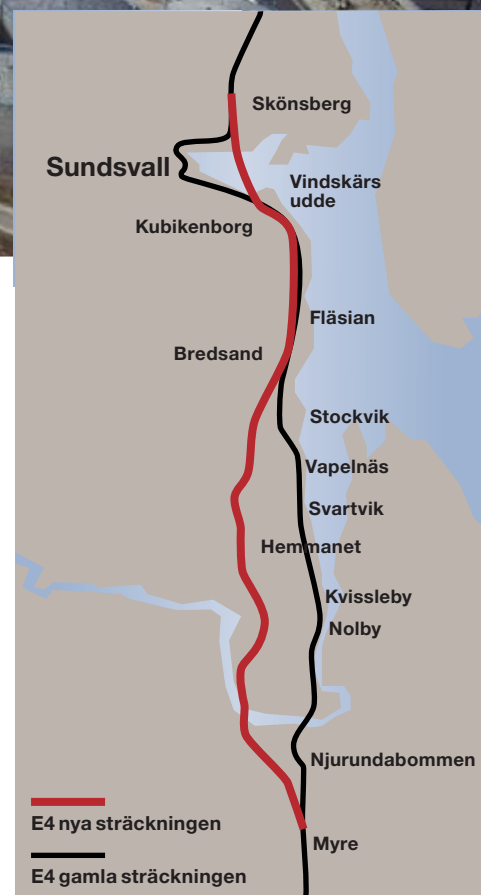 Skönsberg
Sundsvall
Vindskärs
udde
Kubikenborg
Fläsian
Bredsand
Stockvik
Vapelnäs
Svartvik
Hemmanet
Kvissleby
Nolby
Njurundabommen
E4 nya sträckningen
Myre
E4 gamla sträckningen